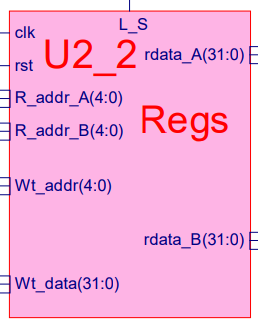 L_S
clk
U2_2
rdata_A(31:0)
rst
R_addr_A(4:0)
Regs
R_addr_B(4:0)
Wt_addr(4:0)
rdata_B(31:0)
Wt_data(31:0)